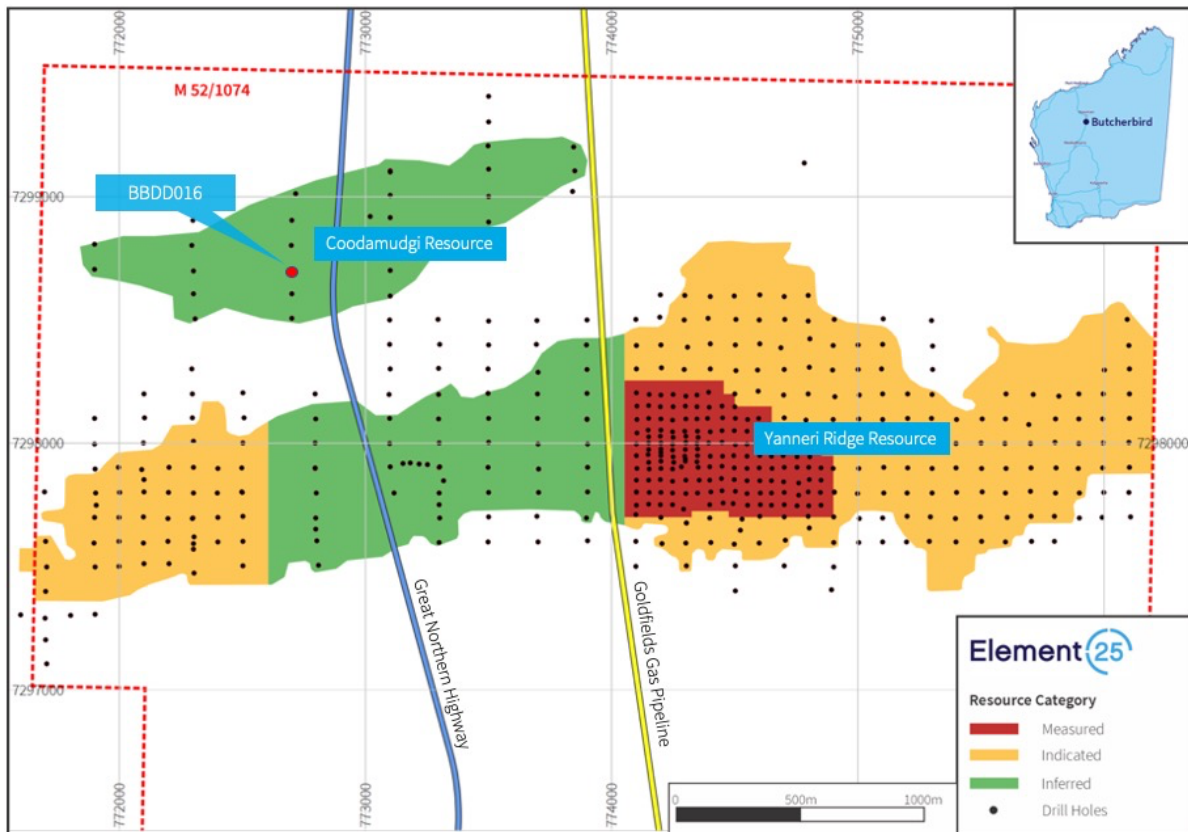 772000
773000
774000
775000
M 52/1074
Butcherbird
BBDD016
7299000
Coodamudgi Resource
Yanneri Ridge Resource
7298000
7298000
Great Northern Highway
Goldfields Gas Pipeline
7297000
772000
773000
774000
0
500m
1000m
Element 25
Resource Category
Measured
Indicated
Inferred
Drill Holes